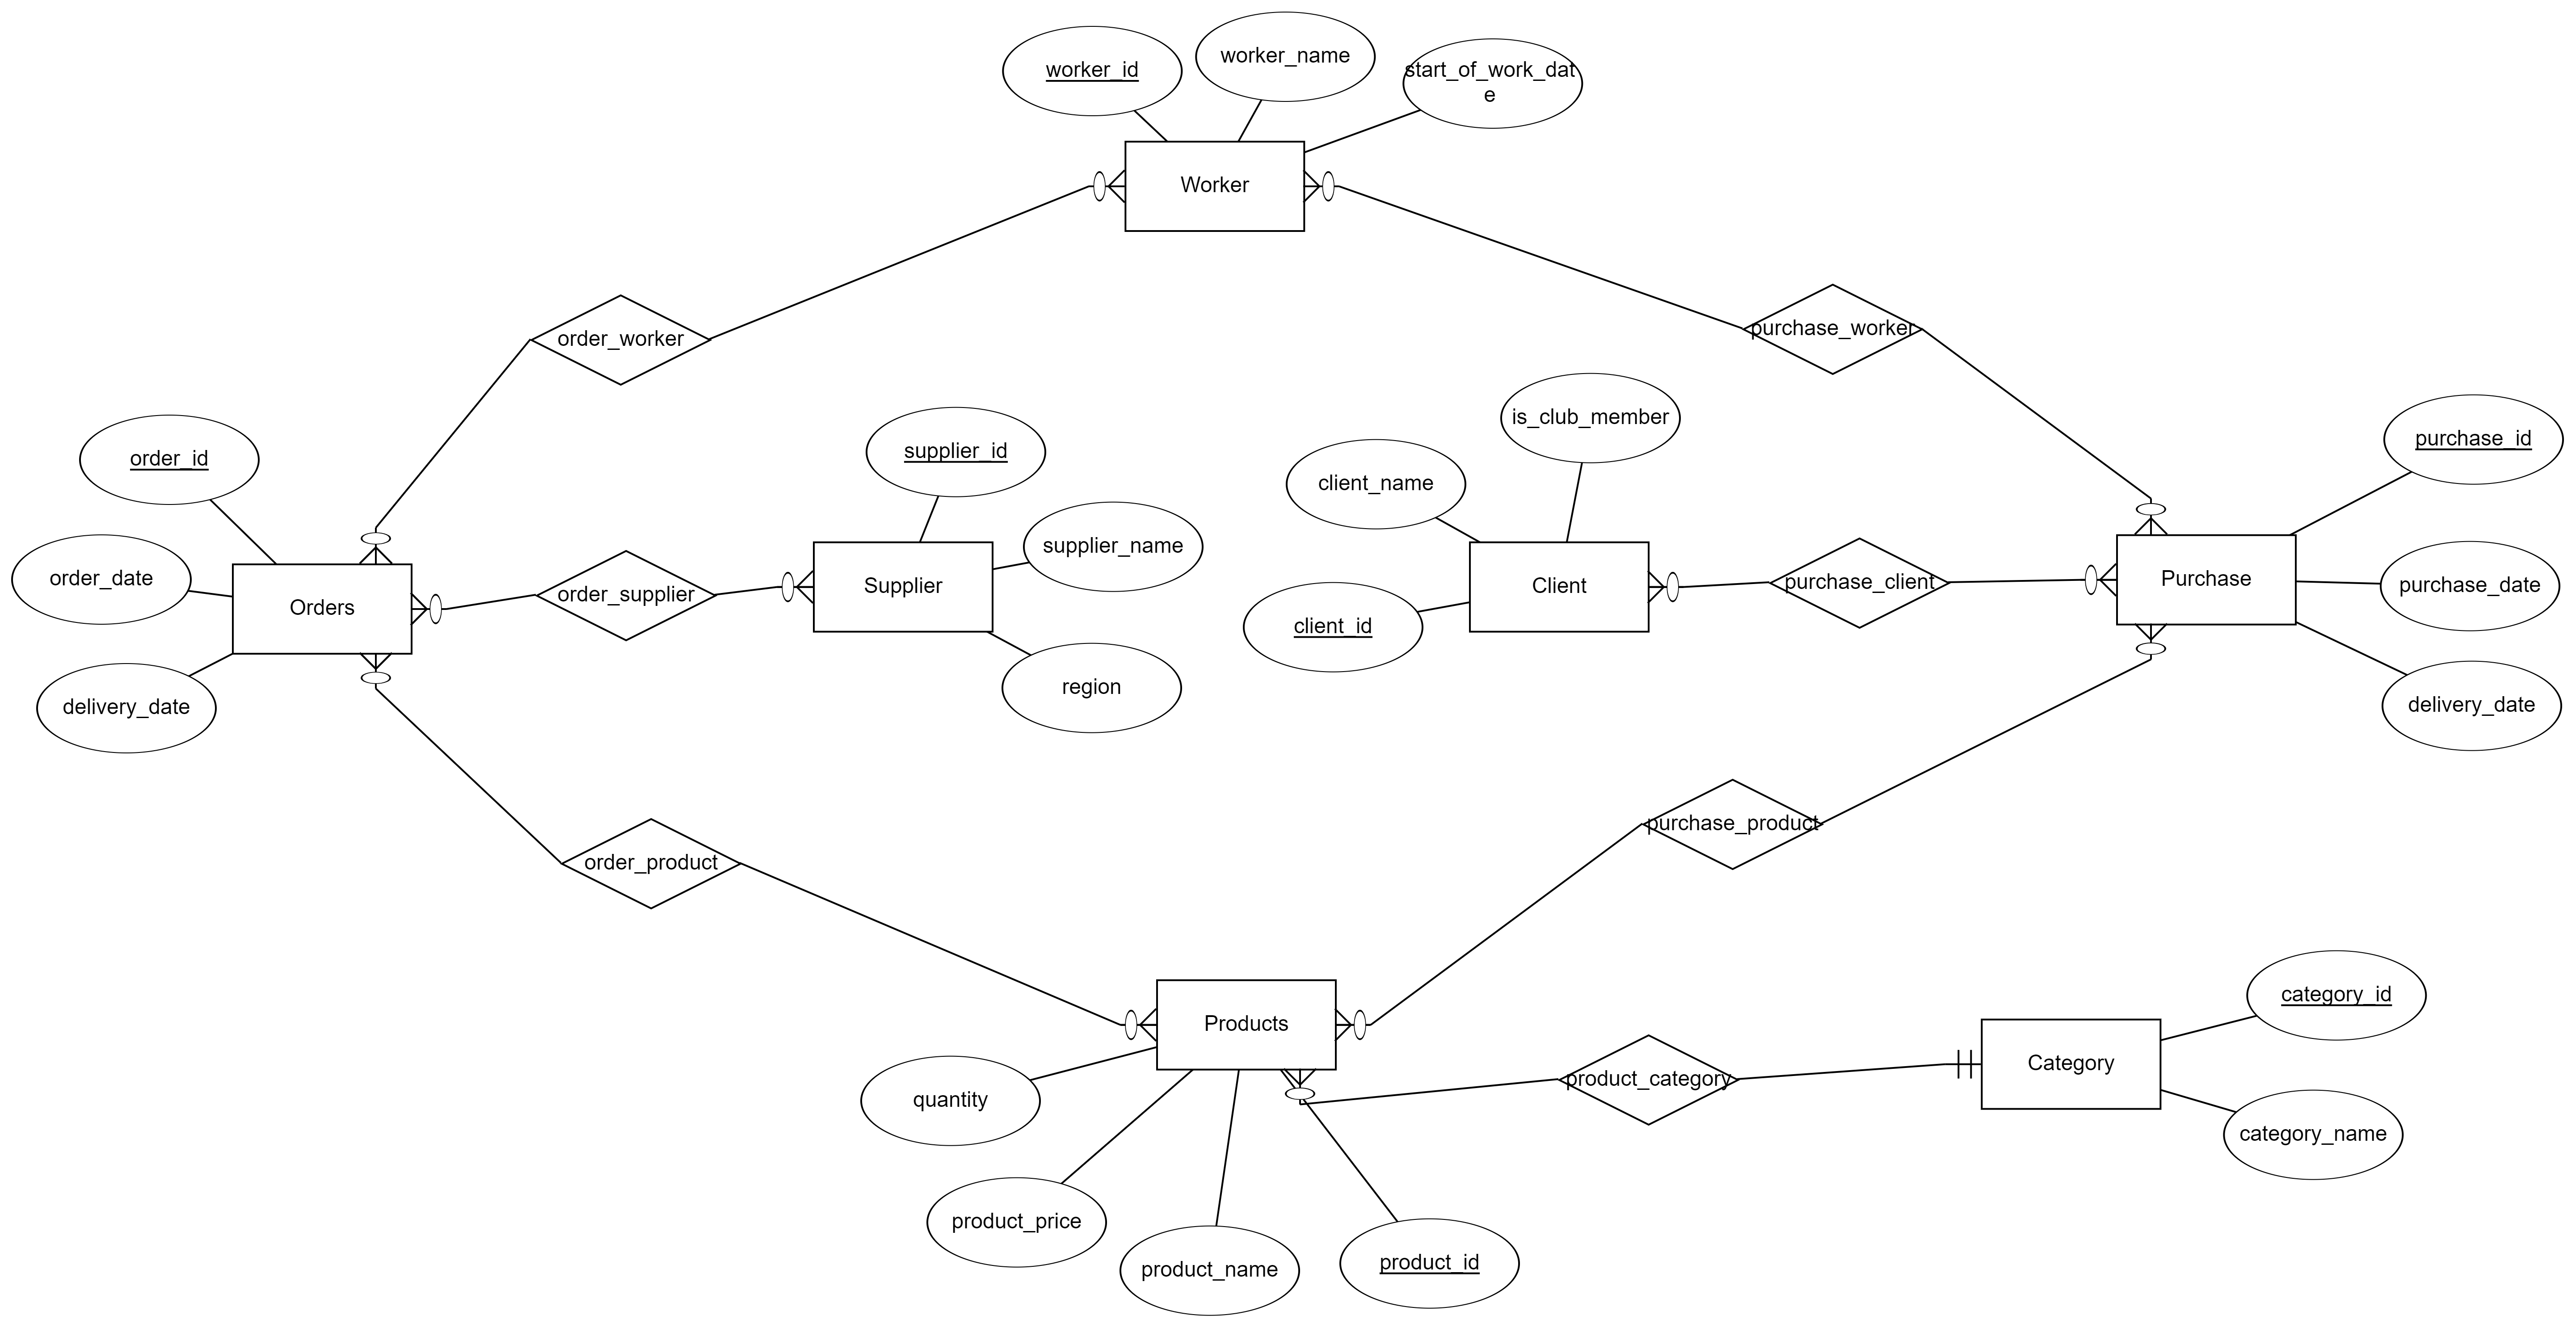 worker_id
worker_name
start_of_work_dat
e
Worker
order_worker
purchase_worker
order_id
order_date
delivery_date
Orders
order_supplier
supplier_id
supplier_name
region
Supplier
is_club_member
client_name
client_id
Client
purchase_client
Purchase
purchase_id
purchase_date
delivery_date
order_product
purchase_product
Products
quantity
product_price
product_name
product_id
product_category
Category
category_id
category_name